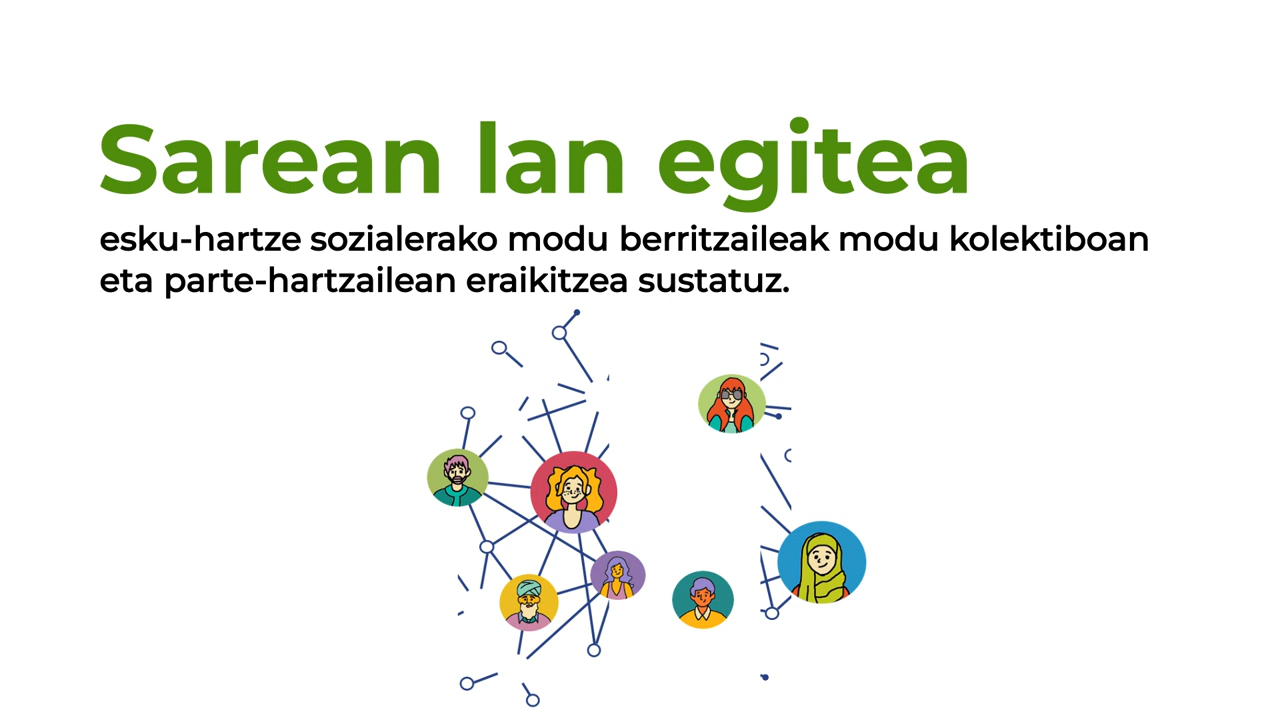 Sarean lan egitea
esku-hartze sozialerako modu berritzaileak modu kolektiboan
eta parte-hartzailean eraikitzea sustatuz.